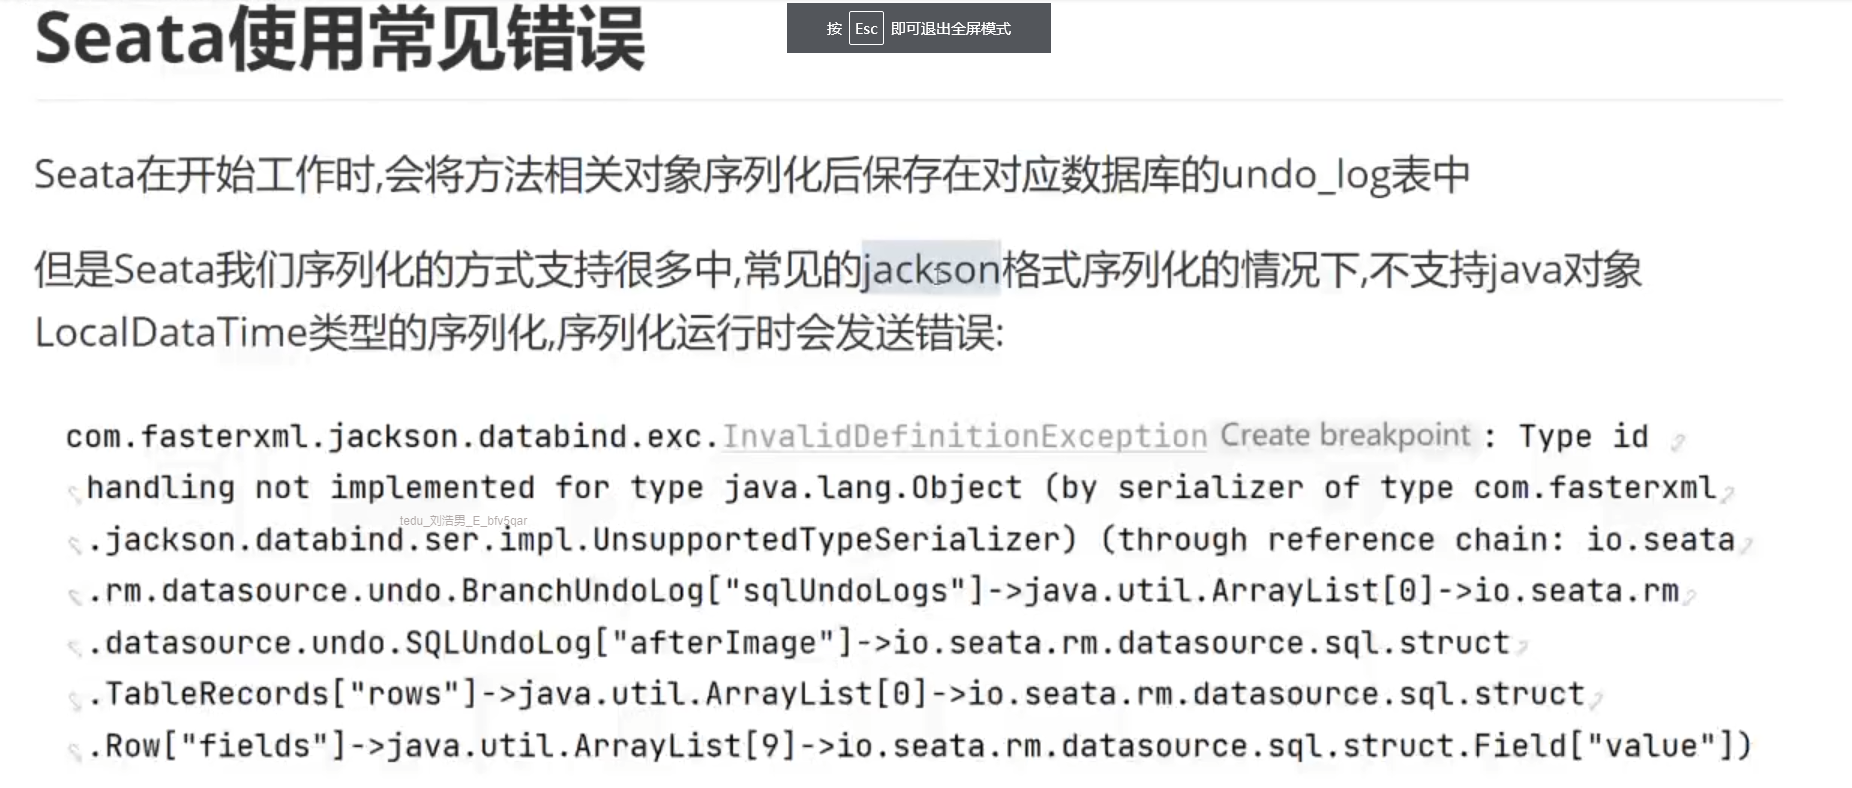 Seata使用常见错误
按 Esc 即可退出全屏模式
Seata在开始工作时,会将方法相关对象序列化后保存在对应数据库的undo_log表中
但是Seata我们序列化的方式支持很多中,常见的jackson格式序列化的情况下,不支持java对象
LocalDataTime类型的序列化,序列化运行时会发送错误:
com.fasterxml.jackson.databind.exc.InvalidDefinitionException Create breakpoint : Type id
handling not implemented for type java.lang.Object (by serializer of type com.fasterxml
tedu_刘浩男_E_bfv5qar
.jackson.databind.ser.impl.UnsupportedTypeSerializer) (through reference chain: io.seata
.rm.datasource.undo.BranchUndoLog["sqlUndoLogs"]->java.util.ArrayList[0]->io.seata.rm
.datasource.undo.SQLUndoLog["afterImage"]->io.seata.rm.datasource.sql.struct
.TableRecords["rows"]->java.util.ArrayList[0]->io.seata.rm.datasource.sql.struct
.Row["fields"]->java.util.ArrayList[9]->io.seata.rm.datasource.sql.struct.Field["value"])